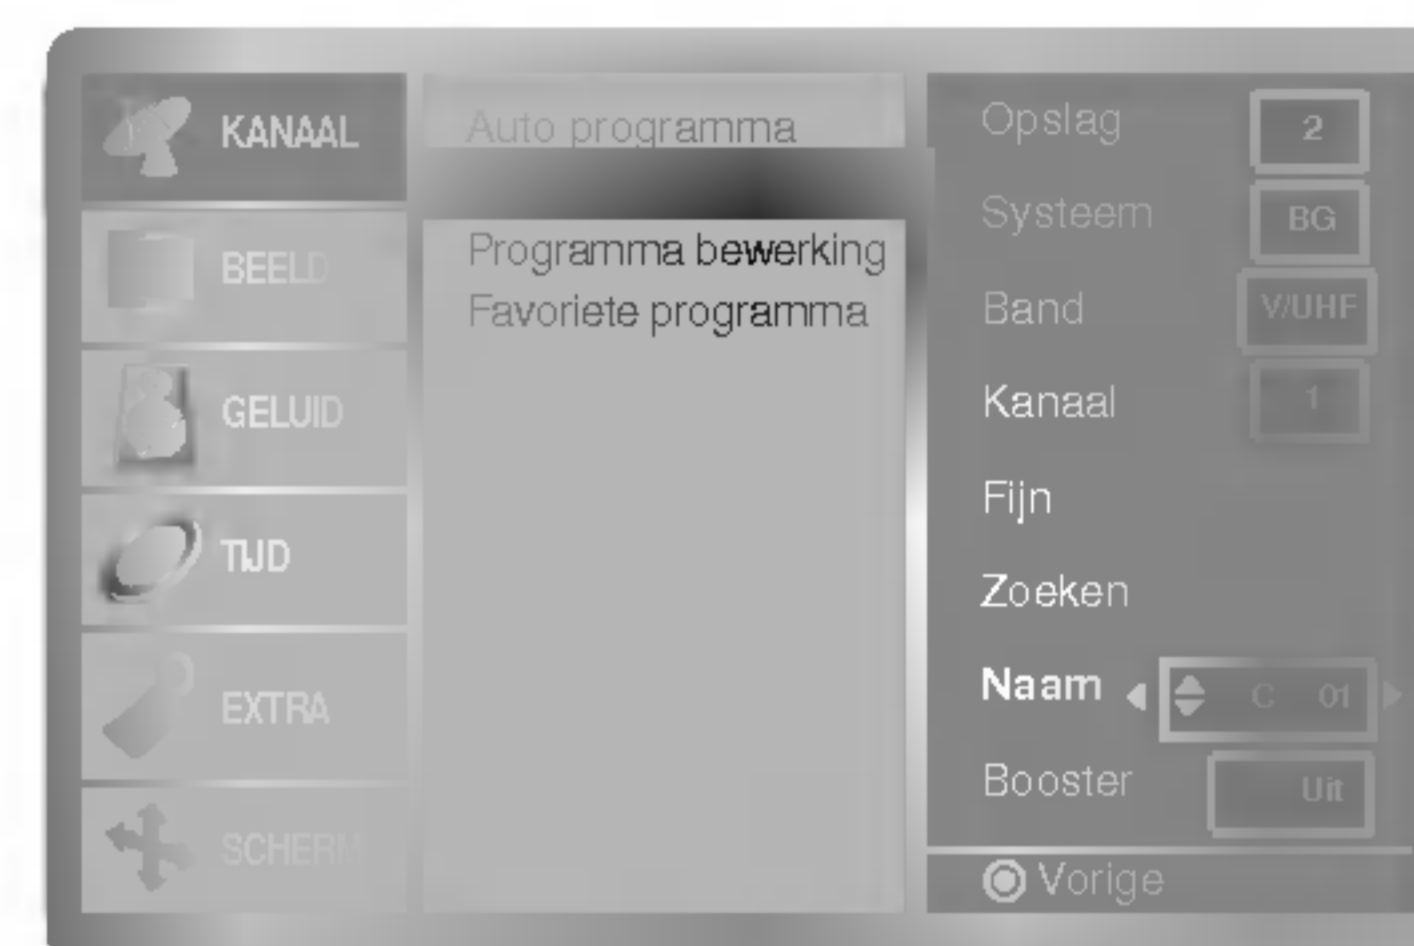 KANAAL
BEELD
GELUID
TIJD
EXTRA
SCHERM
Auto programma
Programma bewerking
Favoriete programma
Opslag 2
Systeem BG
Band V/UHF
Kanaal 1
Fijn
Zoeken
Naam C 01
Booster Uit
Vorige